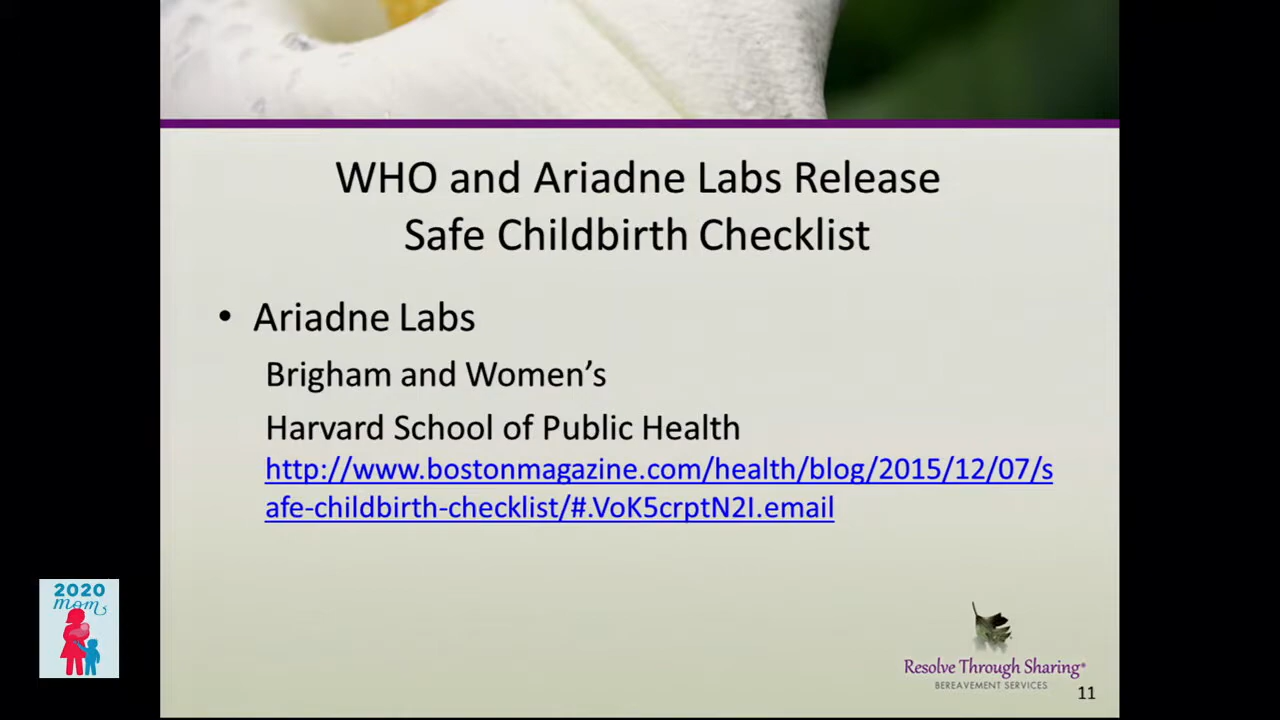 WHO and Ariadne Labs Release
Safe Childbirth Checklist
• Ariadne Labs
Brigham and Women’s
Harvard School of Public Health
http://www.bostonmagazine.com/health/blog/2015/12/07/s
afe-childbirth-checklist/#.VoK5crptN2I.email
2020
mom
Resolve Through Sharing®
BEREAVEMENT SERVICES
11